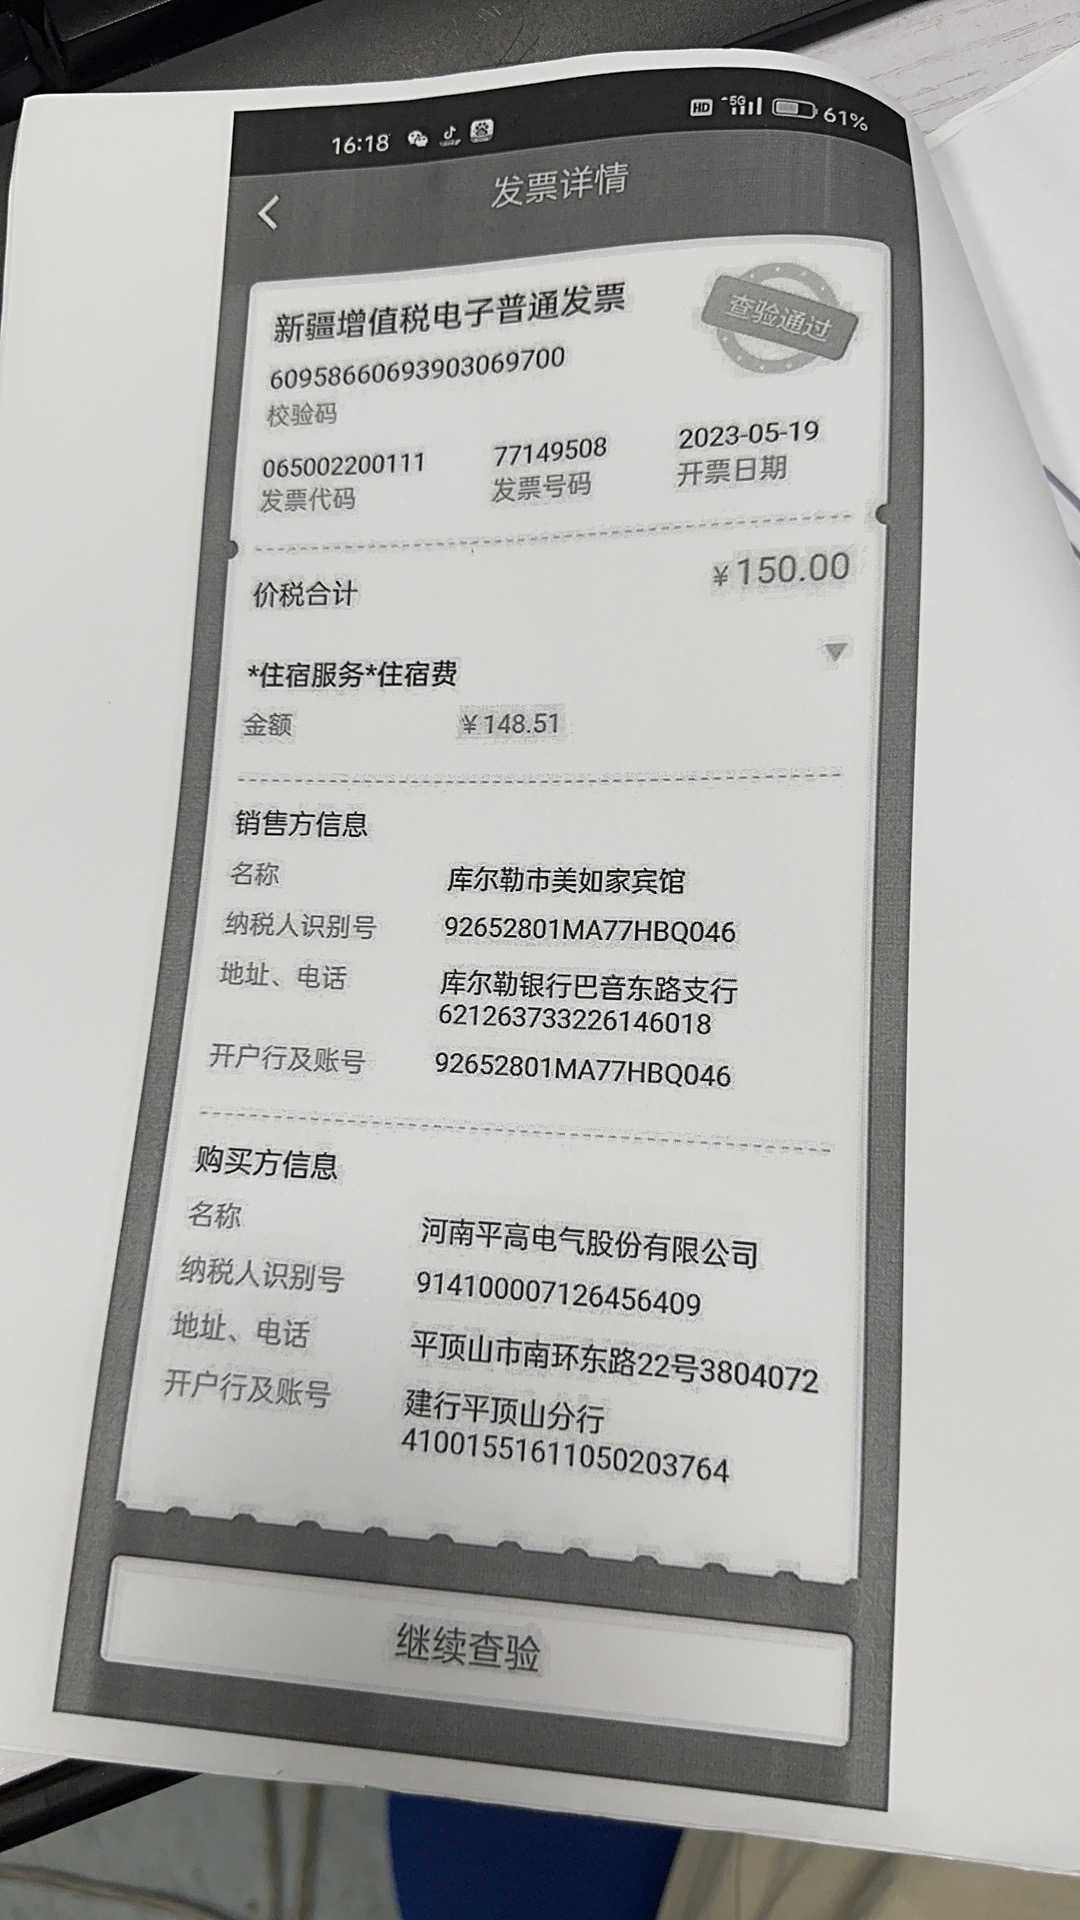 16:18 HD 5G 61%
发票详情
新疆增值税电子普通发票
查验通过
60958660693903069700
校验码
065002200111 77149508 2023-05-19
发票代码 发票号码 开票日期
价税合计 ¥150.00
*住宿服务*住宿费
金额 ¥148.51
销售方信息
名称 库尔勒市美如家宾馆
纳税人识别号 92652801MA77HBQ046
地址、电话 库尔勒银行巴音东路支行
621263733226146018
开户行及账号 92652801MA77HBQ046
购买方信息
名称 河南平高电气股份有限公司
纳税人识别号 914100007126456409
地址、电话 平顶山市南环东路22号3804072
开户行及账号 建行平顶山分行
41001551611050203764
继续查验